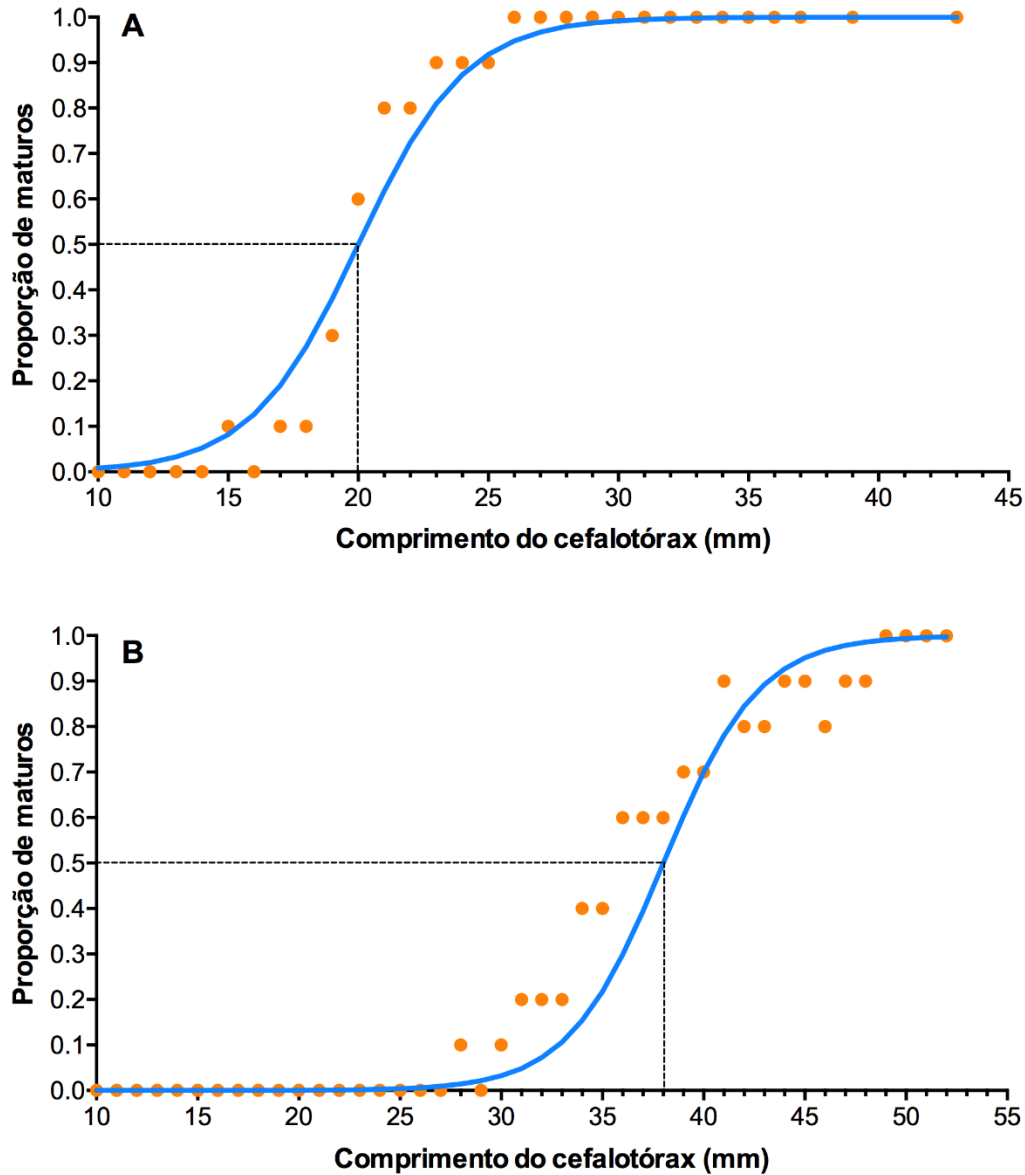 A
1.0
0.9
0.8
0.7
0.6
0.5
0.4
0.3
0.2
0.1
0.0
Proporção de maturos
10 15 20 25 30 35 40 45
Comprimento do cefalotórax (mm)
B
1.0
0.9
0.8
0.7
0.6
0.5
0.4
0.3
0.2
0.1
0.0
Proporção de maturos
10 15 20 25 30 35 40 45 50 55
Comprimento do cefalotórax (mm)